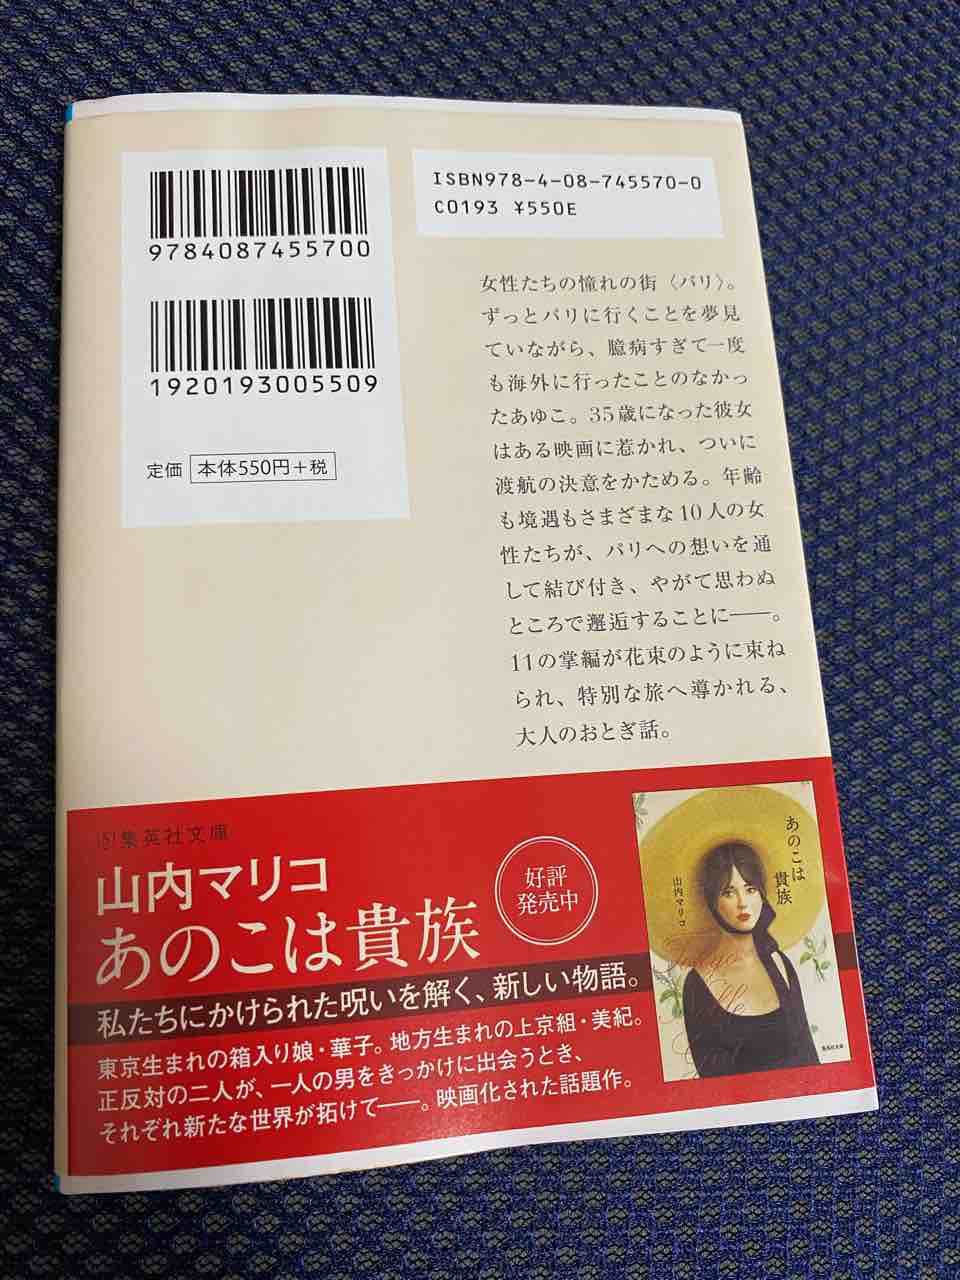 9784087455700
1920193005509
定価 本体550円+税
ISBN978-4-08-745570-0
C0193 ¥550E
女性たちの憧れの街〈パリ〉。
ずっとパリに行くことを夢見
ていながら、臆病すぎて一度
も海外に行ったことのなかっ
たあゆこ。35歳になった彼女
はある映画に惹かれ、ついに
渡航の決意をかためる。年齢
も境遇もさまざまな10人の女
性たちが、パリへの想いを通
して結び付き、やがて思わぬ
ところで邂逅することに——。
11の掌編が花束のように束ね
られ、特別な旅へ導かれる、
大人のおとぎ話。
集英社文庫
山内マリコ
あのこは貴族
好評
発売中
私たちにかけられた呪いを解く、新しい物語。
東京生まれの箱入り娘・華子。地方生まれの上京組・美紀。
正反対の二人が、一人の男をきっかけに出会うとき、
それぞれ新たな世界が拓けて——。映画化された話題作。
あのこは
貴族
山内マリコ
Tokyo
Noble
Girl
集英社文庫